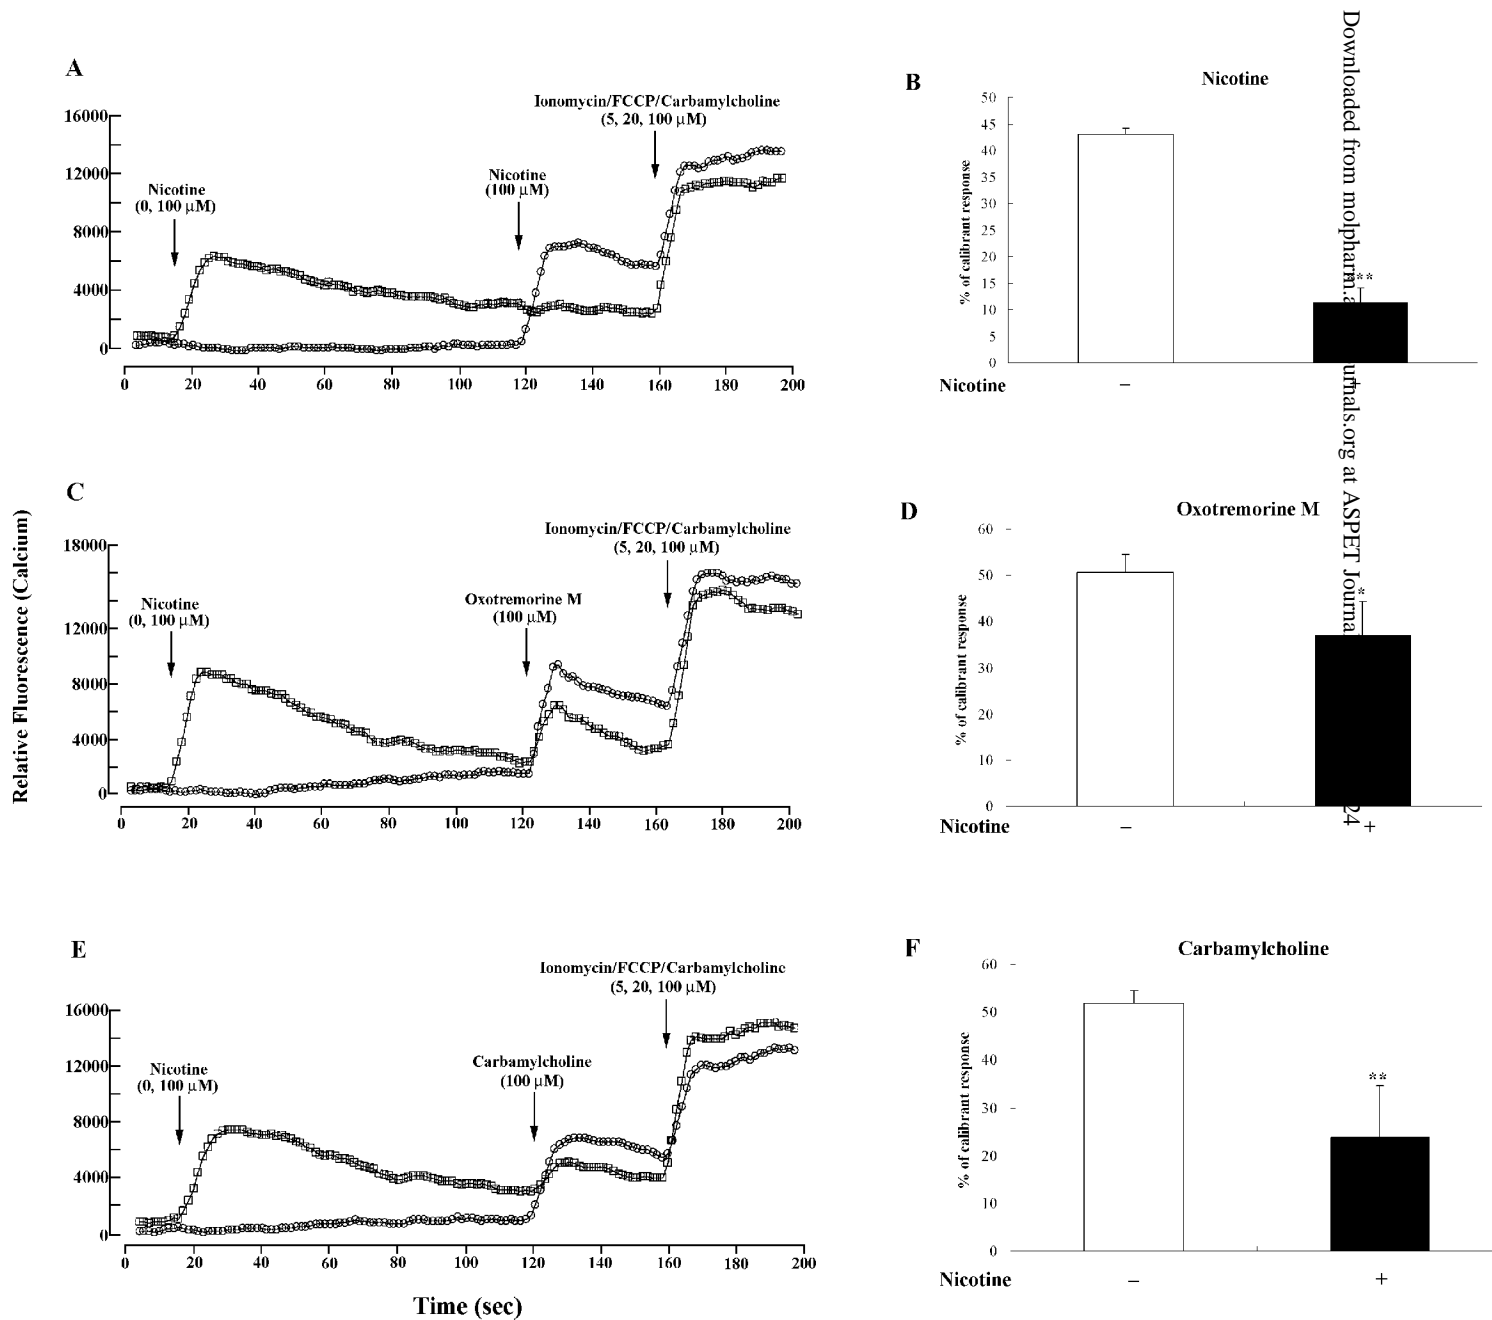 A
Ionomycin/FCCP/Carbamylcholine
(5, 20, 100 μM)
Nicotine
(0, 100 μM)
Nicotine
(100 μM)
16000
12000
8000
4000
0
0 20 40 60 80 100 120 140 160 180 200
B
Nicotine
% of calibrant response
50
45
40
35
30
25
20
15
10
5
0
Nicotine – +
C
Ionomycin/FCCP/Carbamylcholine
(5, 20, 100 μM)
Nicotine
(0, 100 μM)
Oxotremorine M
(100 μM)
18000
12000
8000
4000
0
0 20 40 60 80 100 120 140 160 180 200
D
Oxotremorine M
% of calibrant response
60
50
40
30
20
10
0
*
Nicotine – +
E
Ionomycin/FCCP/Carbamylcholine
(5, 20, 100 μM)
Nicotine
(0, 100 μM)
Carbamylcholine
(100 μM)
16000
12000
8000
4000
0
0 20 40 60 80 100 120 140 160 180 200
F
Carbamylcholine
% of calibrant response
60
50
40
30
20
10
0
**
Nicotine – +
Relative Fluorescence (Calcium)
Time (sec)
Downloaded from at ASPET 24